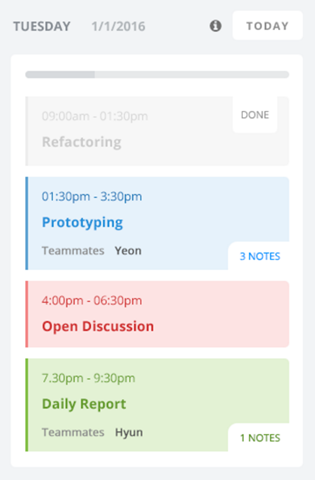 TUESDAY 1/1/2016 TODAY
09:00am - 01:30pm DONE
Refactoring
01:30pm - 3:30pm
Prototyping
Teammates Yeon
3 NOTES
4:00pm - 06:30pm
Open Discussion
7.30pm - 9:30pm
Daily Report
Teammates Hyun
1 NOTES